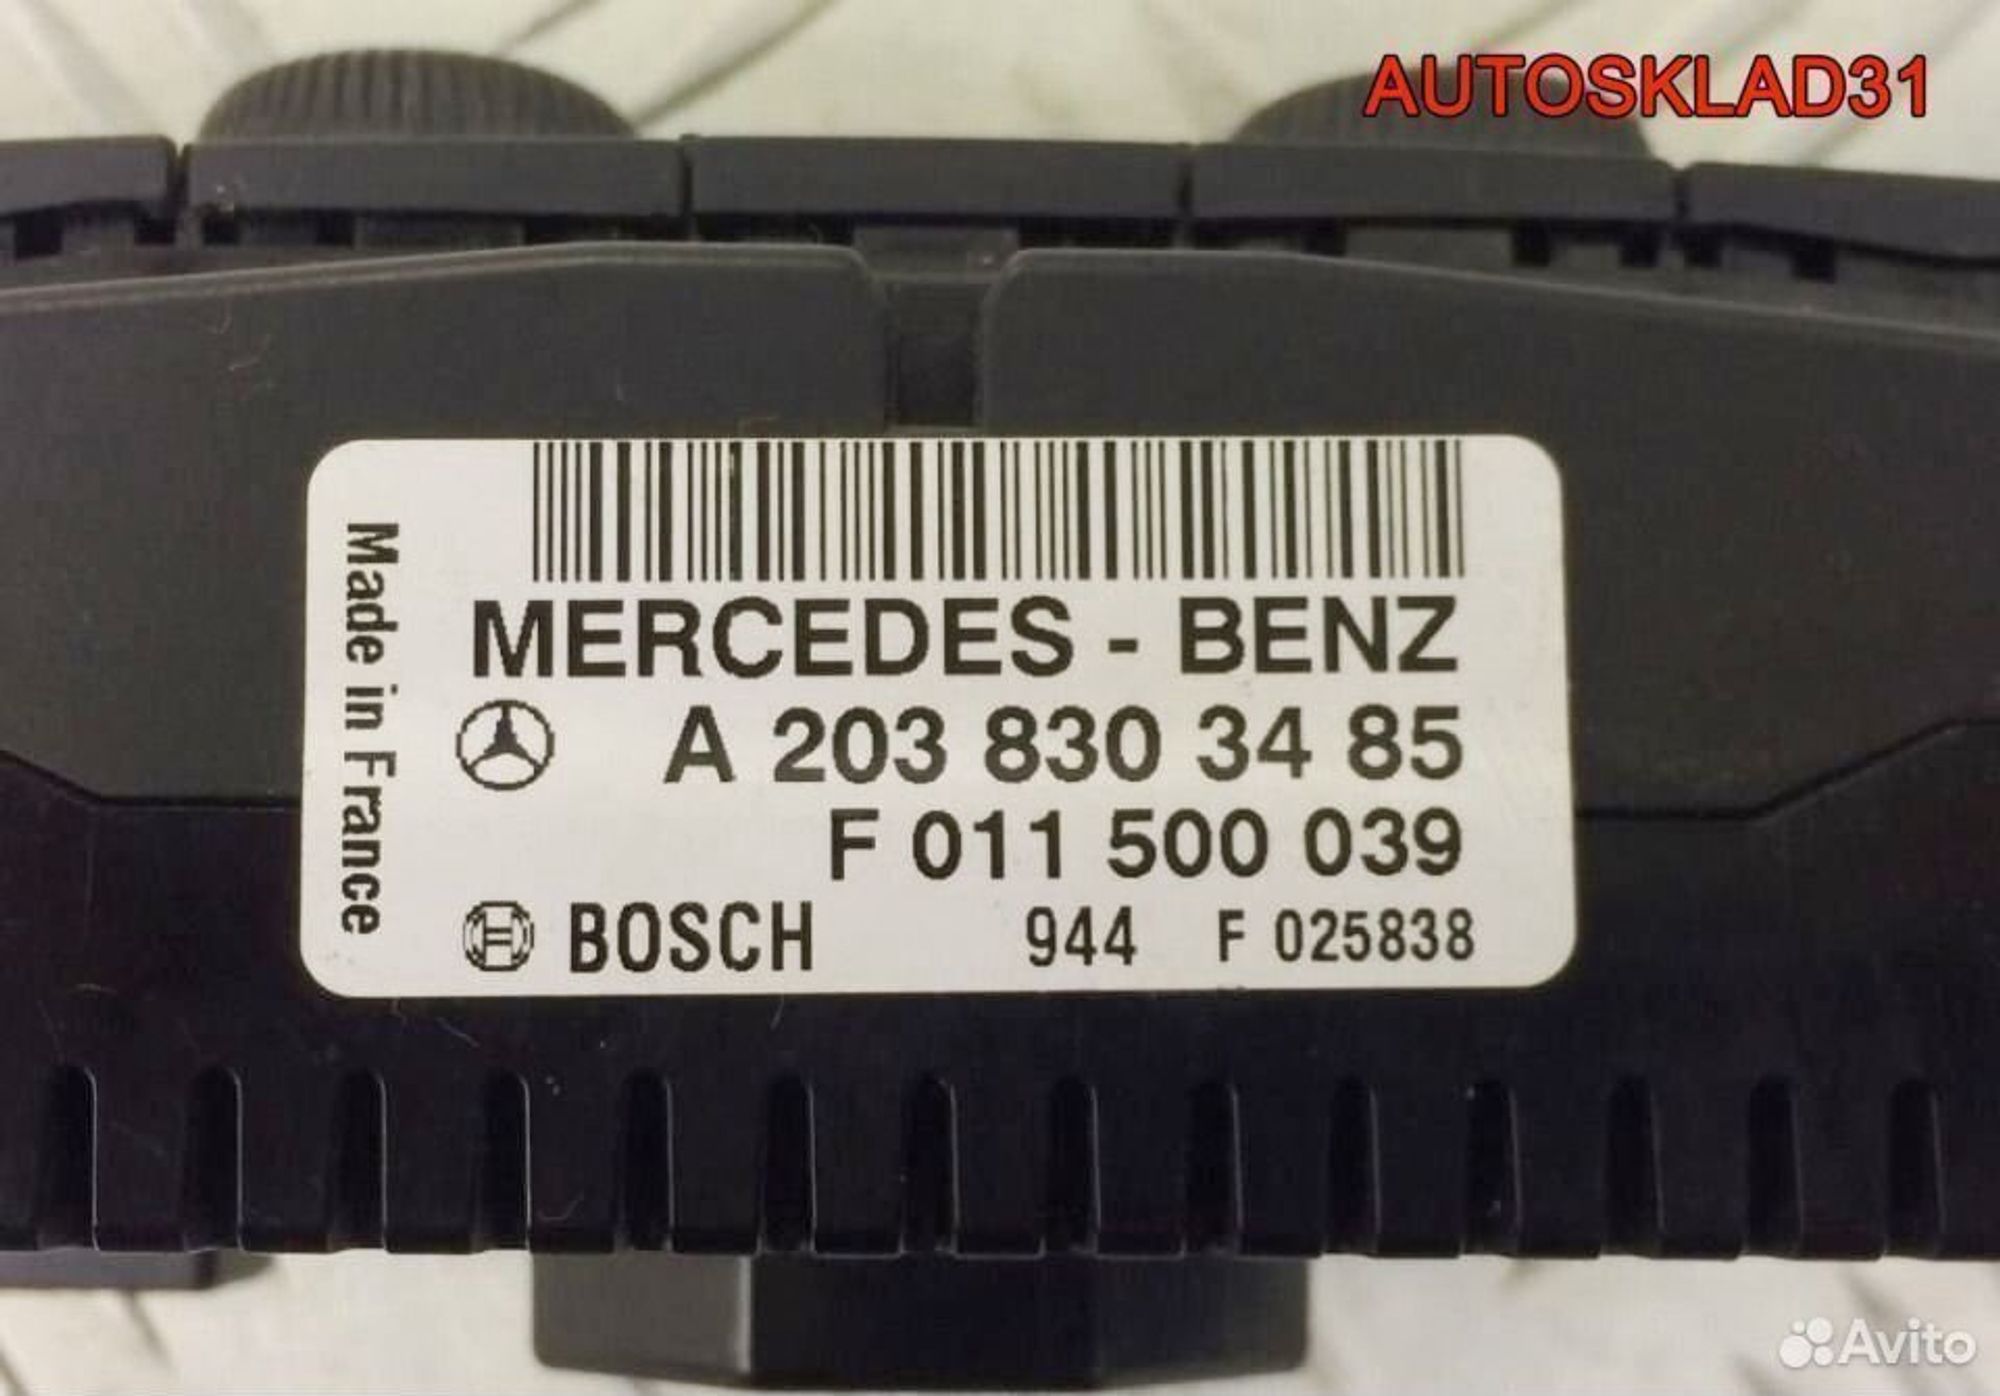 AUTOSKLAD31
Made in France
MERCEDES - BENZ
A 203 830 34 85
F 011 500 039
BOSCH 944 F 025838
Avito